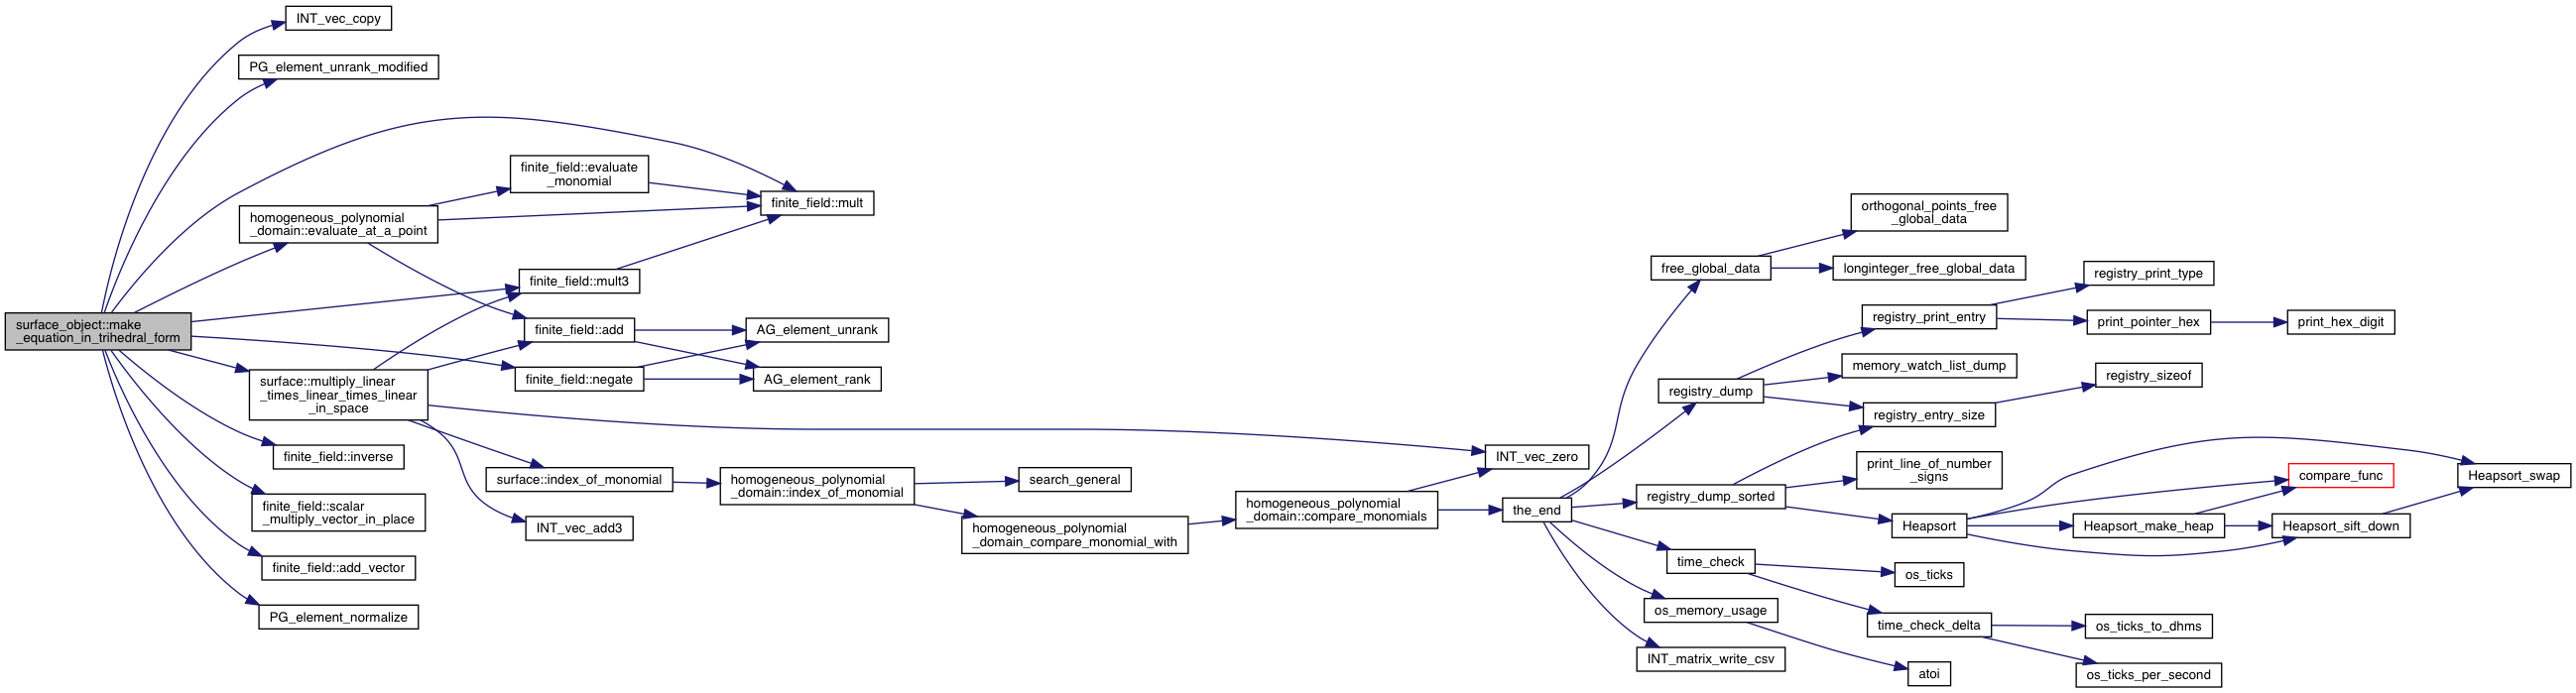 surface_object::make
_equation_in_trihedral_form
INT_vec_copy
PG_element_unrank_modified
homogeneous_polynomial
_domain::evaluate_at_a_point
surface::multiply_linear
_times_linear_times_linear
_in_space
finite_field::inverse
finite_field::scalar
_multiply_vector_in_place
finite_field::add_vector
PG_element_normalize
finite_field::evaluate
_monomial
finite_field::mult3
finite_field::add
finite_field::negate
surface::index_of_monomial
INT_vec_add3
finite_field::mult
AG_element_unrank
AG_element_rank
homogeneous_polynomial
_domain::index_of_monomial
search_general
homogeneous_polynomial
_domain_compare_monomial_with
homogeneous_polynomial
_domain::compare_monomials
INT_vec_zero
the_end
free_global_data
registry_dump
registry_dump_sorted
time_check
os_memory_usage
INT_matrix_write_csv
orthogonal_points_free
_global_data
longinteger_free_global_data
registry_print_entry
memory_watch_list_dump
registry_entry_size
print_line_of_number
_signs
Heapsort
os_ticks
time_check_delta
atoi
registry_print_type
print_pointer_hex
registry_sizeof
Heapsort_make_heap
os_ticks_to_dhms
os_ticks_per_second
print_hex_digit
compare_func
Heapsort_sift_down
Heapsort_swap